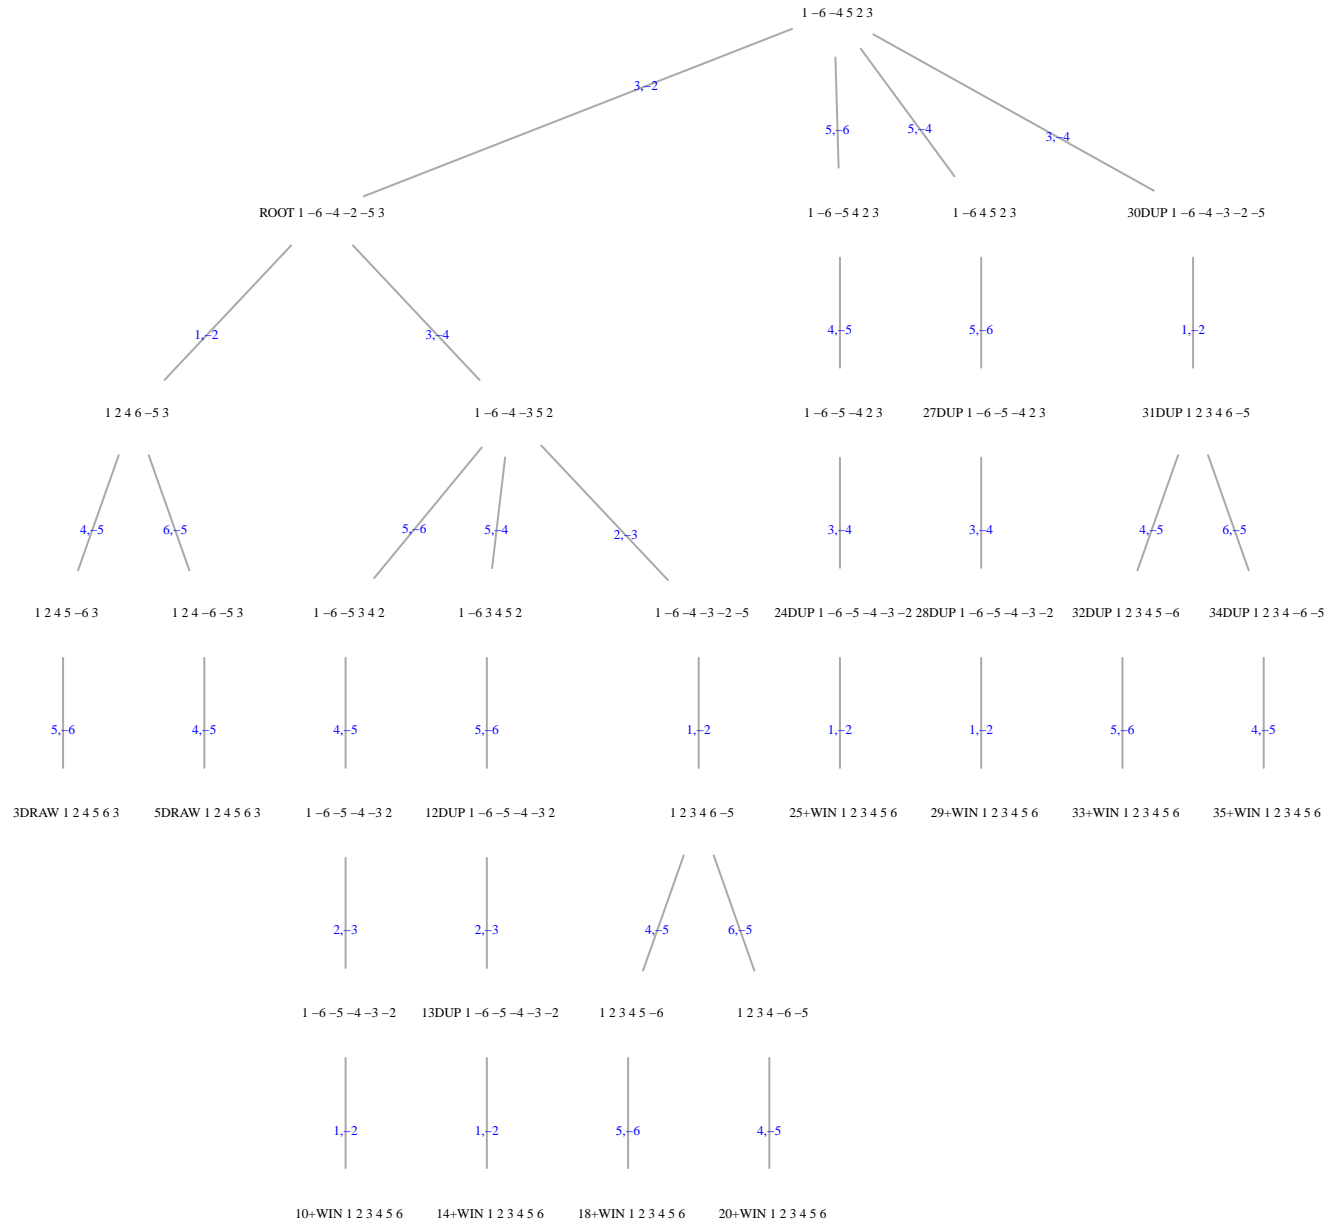 1 −6 −4 5 2 3
3,−2
5,−6
5,−4
3,−4
ROOT 1 −6 −4 −2 −5 3
1 −6 −5 4 2 3
1 −6 4 5 2 3
30DUP 1 −6 −4 −3 −2 −5
1,−2
3,−4
4,−5
5,−6
1,−2
1 2 4 6 −5 3
1 −6 −4 −3 5 2
1 −6 −5 −4 2 3
27DUP 1 −6 −5 −4 2 3
31DUP 1 2 3 4 6 −5
4,−5
6,−5
5,−6
5,−4
2,−3
3,−4
3,−4
4,−5
6,−5
1 2 4 5 −6 3
1 2 4 −6 −5 3
1 −6 −5 3 4 2
1 −6 3 4 5 2
1 −6 −4 −3 −2 −5
24DUP 1 −6 −5 −4 −3 −2
28DUP 1 −6 −5 −4 −3 −2
32DUP 1 2 3 4 5 −6
34DUP 1 2 3 4 −6 −5
5,−6
4,−5
4,−5
5,−6
1,−2
1,−2
1,−2
5,−6
4,−5
3DRAW 1 2 4 5 6 3
5DRAW 1 2 4 5 6 3
1 −6 −5 −4 −3 2
12DUP 1 −6 −5 −4 −3 2
1 2 3 4 6 −5
25+WIN 1 2 3 4 5 6
29+WIN 1 2 3 4 5 6
33+WIN 1 2 3 4 5 6
35+WIN 1 2 3 4 5 6
2,−3
2,−3
4,−5
6,−5
1 −6 −5 −4 −3 −2
13DUP 1 −6 −5 −4 −3 −2
1 2 3 4 5 −6
1 2 3 4 −6 −5
1,−2
1,−2
5,−6
4,−5
10+WIN 1 2 3 4 5 6
14+WIN 1 2 3 4 5 6
18+WIN 1 2 3 4 5 6
20+WIN 1 2 3 4 5 6